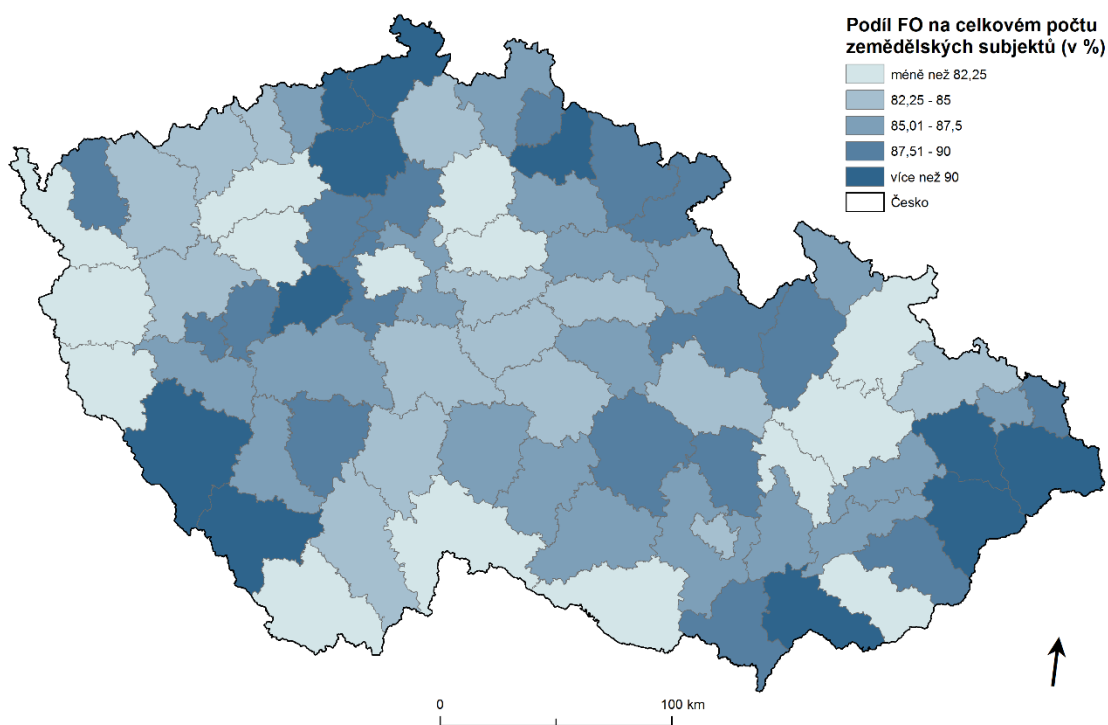 Podíl FO na celkovém počtu
zemědělských subjektů (v %)
méně než 82,25
82,25 - 85
85,01 - 87,5
87,51 - 90
více než 90
Česko
0 100 km